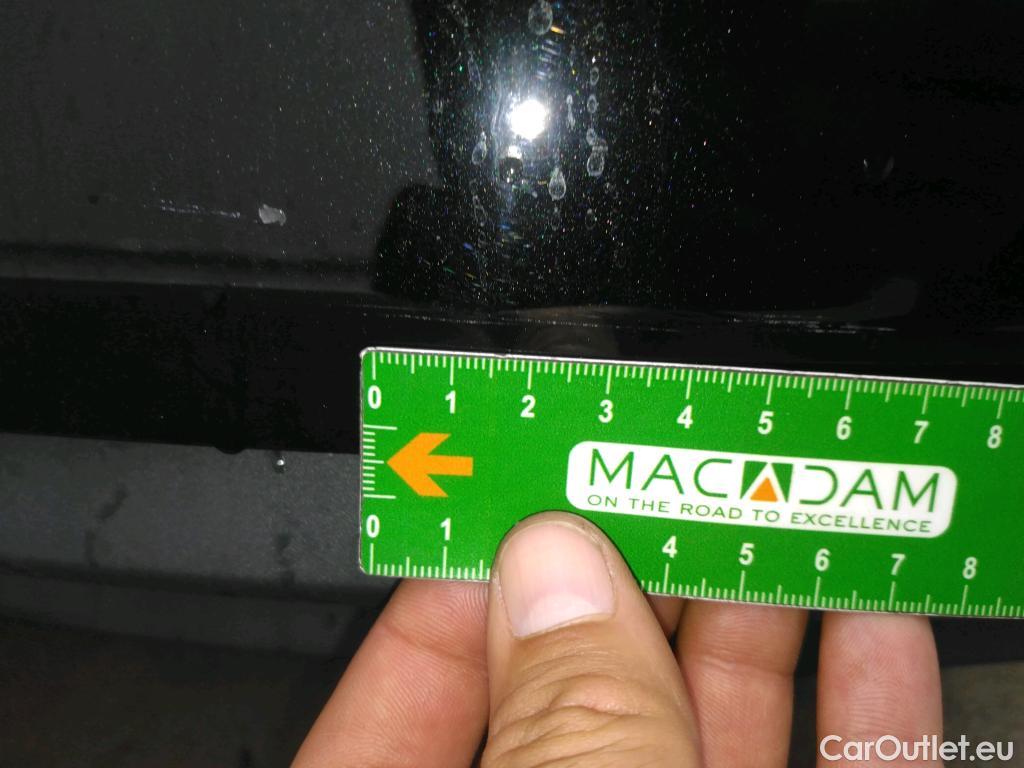 0 1 2 3 4 5 6 7 8
MACADAM
ON THE ROAD TO EXCELLENCE
0 1 4 5 6 7 8
CarOutlet.eu